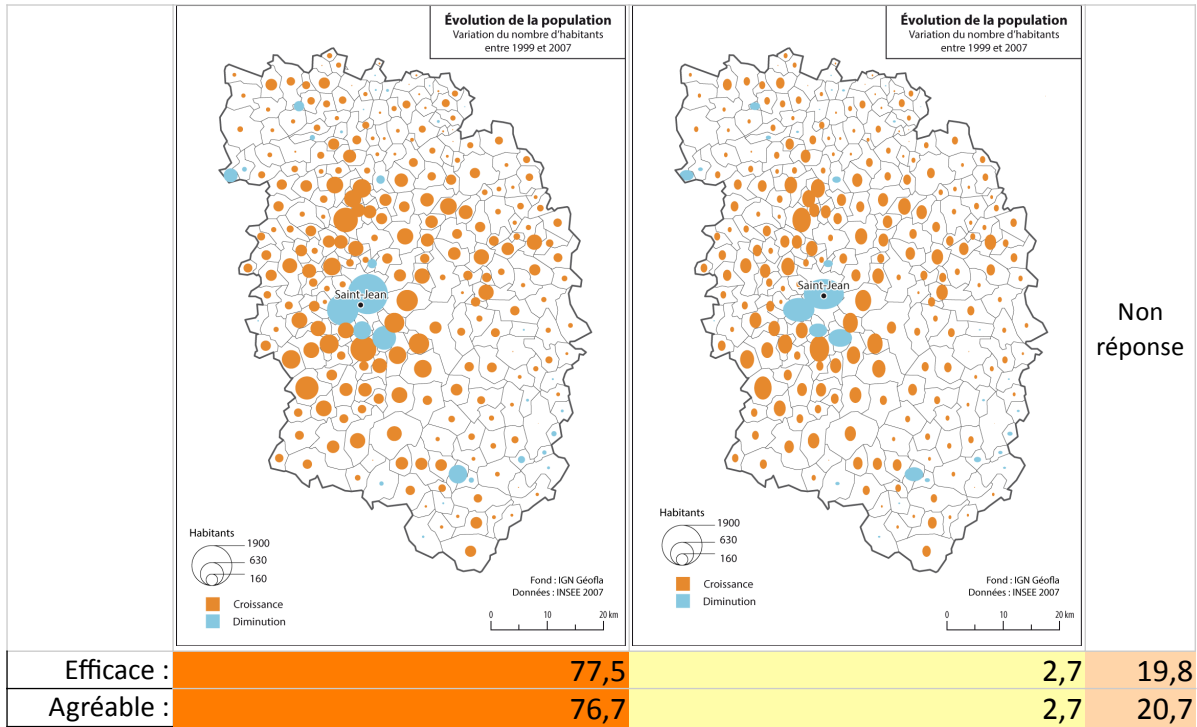 Évolution de la population
Variation du nombre d'habitants
entre 1999 et 2007
Saint-Jean
Habitants
1900
630
160
Croissance
Diminution
Fond : IGN Géofla
Données : INSEE 2007
0 10 20 km
Évolution de la population
Variation du nombre d'habitants
entre 1999 et 2007
Saint-Jean
Habitants
1900
630
160
Croissance
Diminution
Fond : IGN Géofla
Données : INSEE 2007
0 10 20 km
Non
réponse
Efficace : 77,5 2,7 19,8
Agréable : 76,7 2,7 20,7